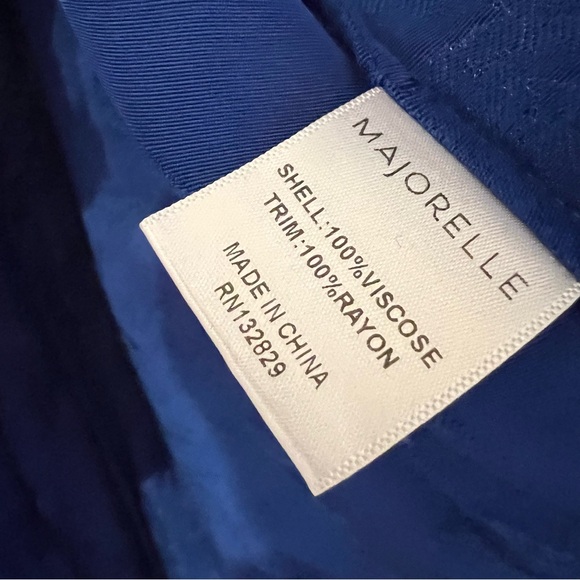 MAJORELLE
SHELL:100%VISCOSE
TRIM:100%RAYON
MADE IN CHINA
RN132829